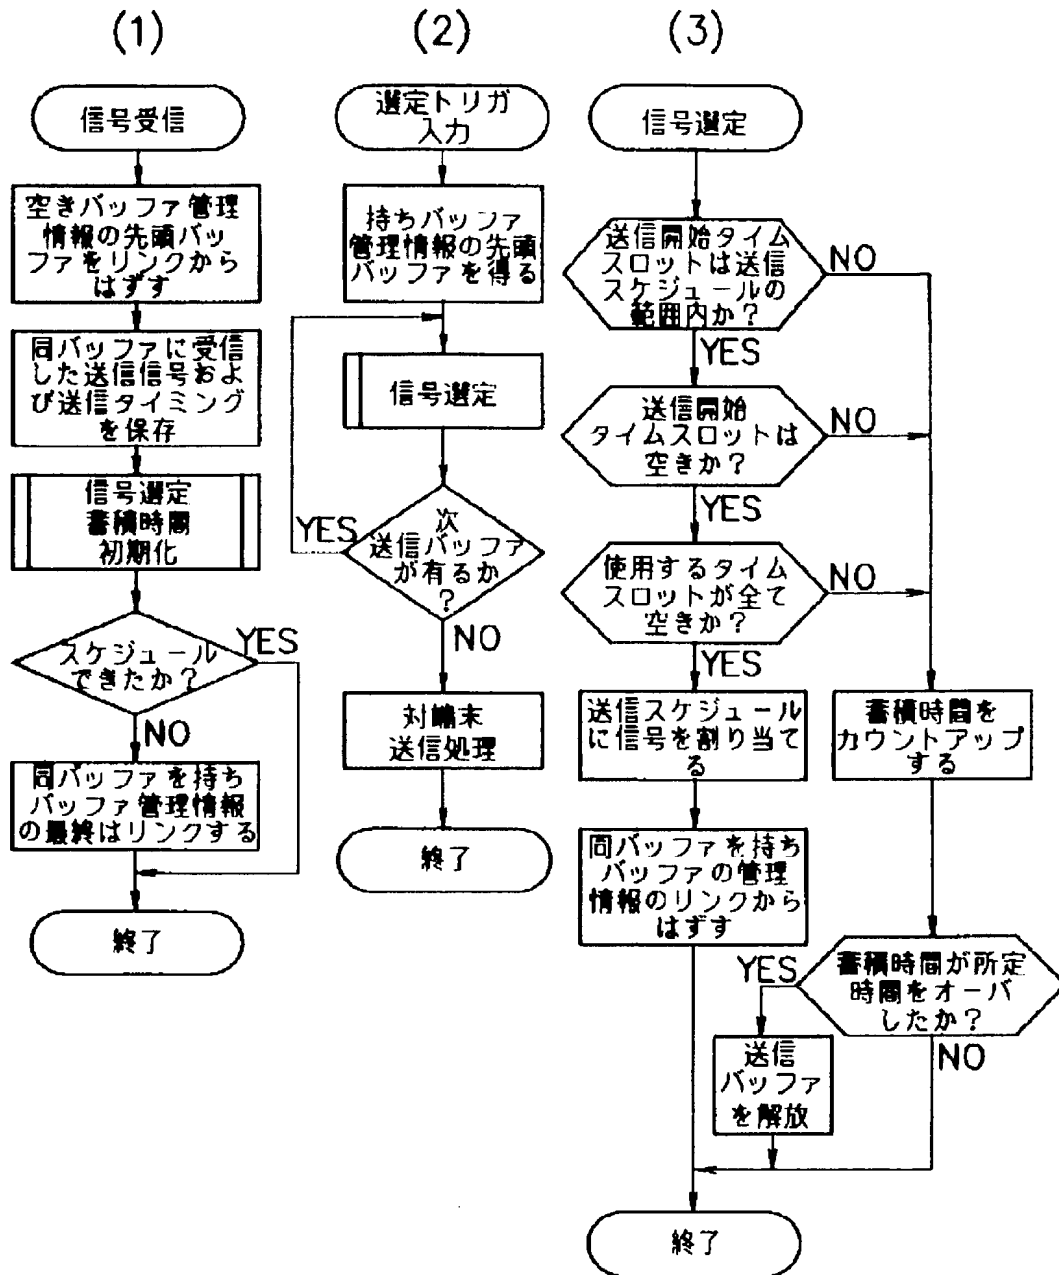 (1)
信号受信
空きバッファ管理
情報の先頭バッ
ファをリンクから
はずす
同バッファに受信
した送信信号およ
び送信タイミング
を保存
信号選定
蓄積時間
初期化
スケジュール
できたか？
YES
NO
同バッファを持ち
バッファ管理情報
の最終はリンクする
終了
(2)
選定トリガ
入力
持ちバッファ
管理情報の先頭
バッファを得る
信号選定
次
送信バッファ
が有るか
？
YES
NO
対端末
送信処理
終了
(3)
信号選定
送信開始タイム
スロットは送信
スケジュールの
範囲内か？
NO
YES
送信開始
タイムスロットは
空きか？
NO
YES
使用するタイム
スロットが全て
空きか？
NO
YES
送信スケジュール
に信号を割り当て
る
蓄積時間を
カウントアップ
する
同バッファを持ち
バッファの管理
情報のリンクから
はずす
蓄積時間が所定
時間をオーバ
したか？
YES
NO
送信
バッファ
を解放
終了